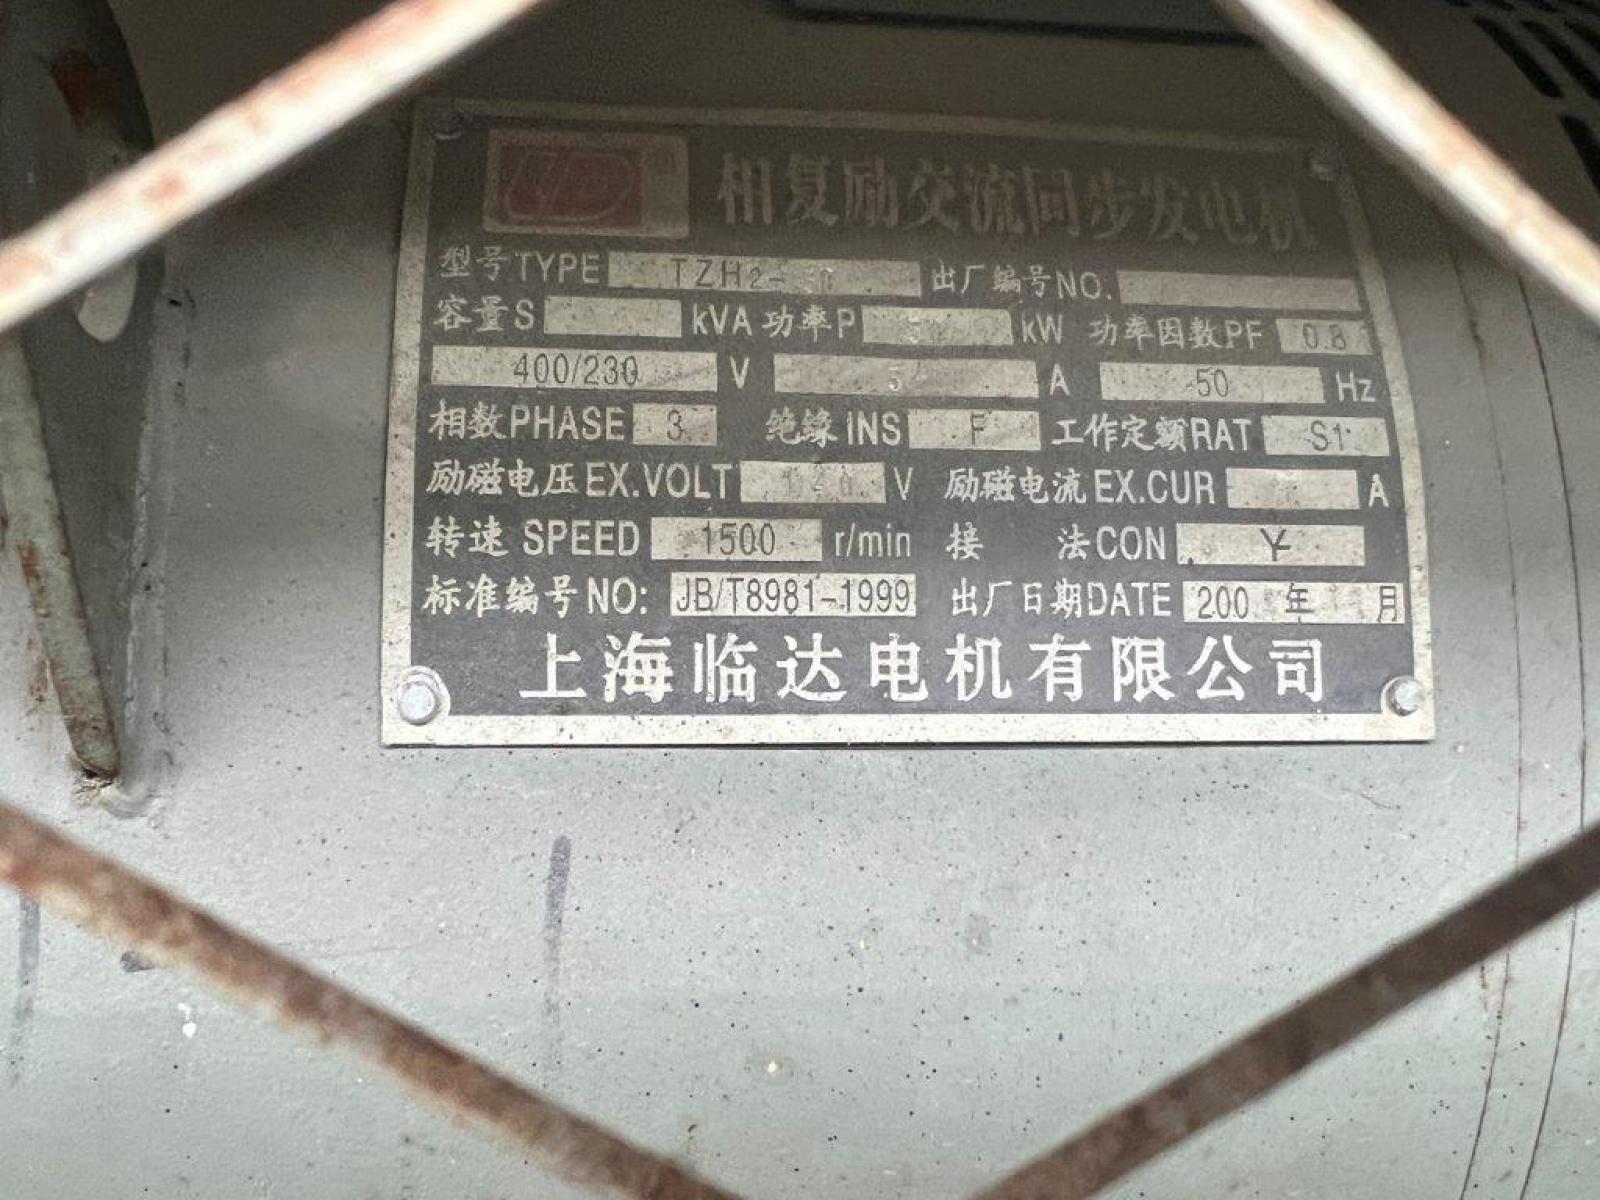 相复励交流同步发电机
型号TYPE TZH2- 出厂编号NO.
容量S kVA 功率P kW 功率因数PF 0.8
400/230 V A 50 Hz
相数PHASE 3 绝缘INS F 工作定额RAT S1
励磁电压EX.VOLT V 励磁电流EX.CUR A
转速 SPEED 1500 r/min 接 法CON Y
标准编号NO: JB/T8981-1999 出厂日期DATE 200 年 月
上海临达电机有限公司